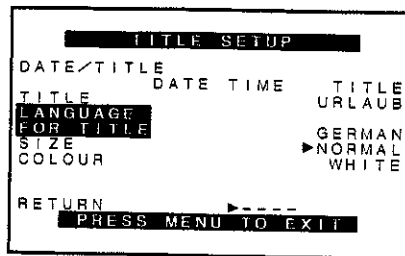 TITLE SETUP
DATE/TITLE
DATE TIME TITLE
TITLE URLAUB
LANGUAGE
FOR TITLE GERMAN
SIZE ►NORMAL
COLOUR WHITE
RETURN ►----
PRESS MENU TO EXIT